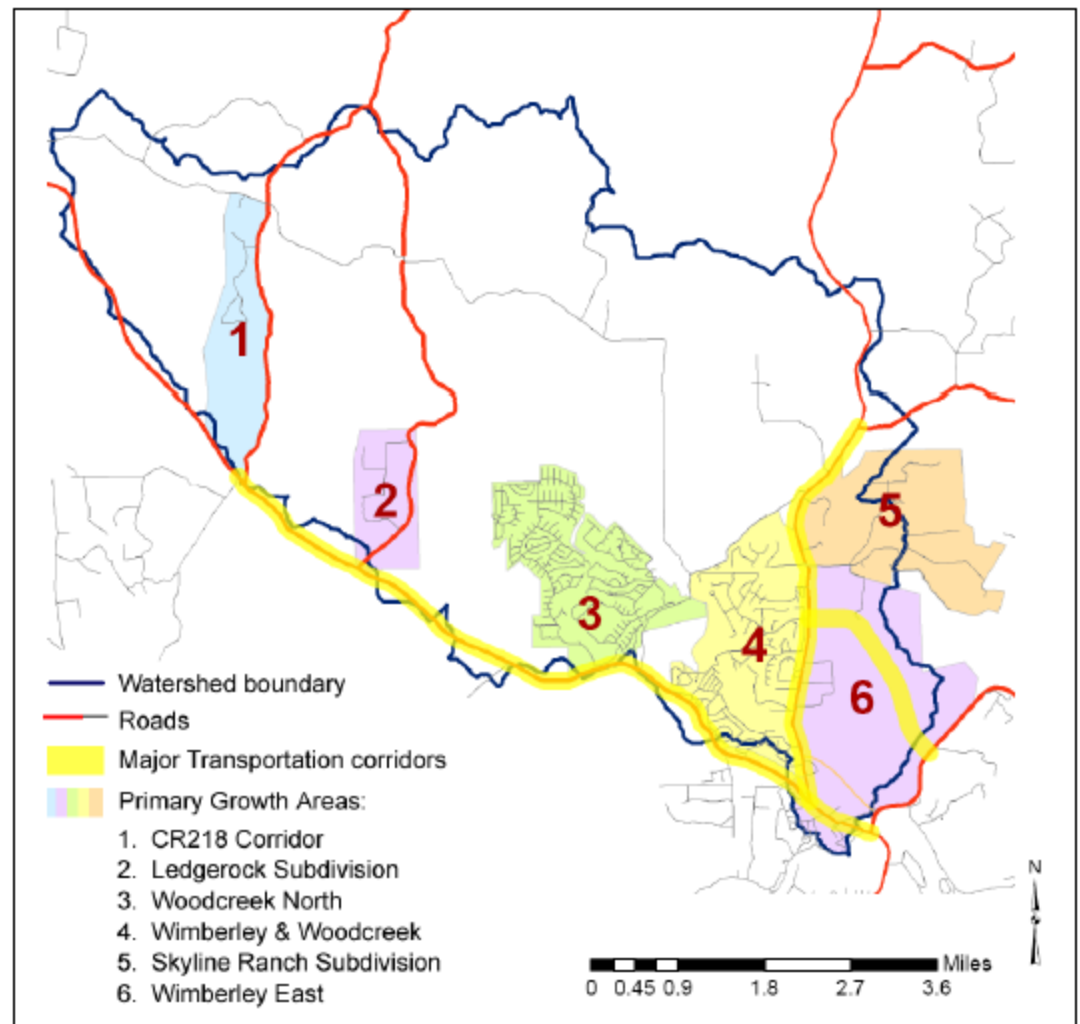 1
2
5
3
4
6
Watershed boundary
Roads
Major Transportation corridors
Primary Growth Areas:
1. CR218 Corridor
2. Ledgerock Subdivision
3. Woodcreek North
4. Wimberley & Woodcreek
5. Skyline Ranch Subdivision
6. Wimberley East
N
Miles
0 0.45 0.9 1.8 2.7 3.6